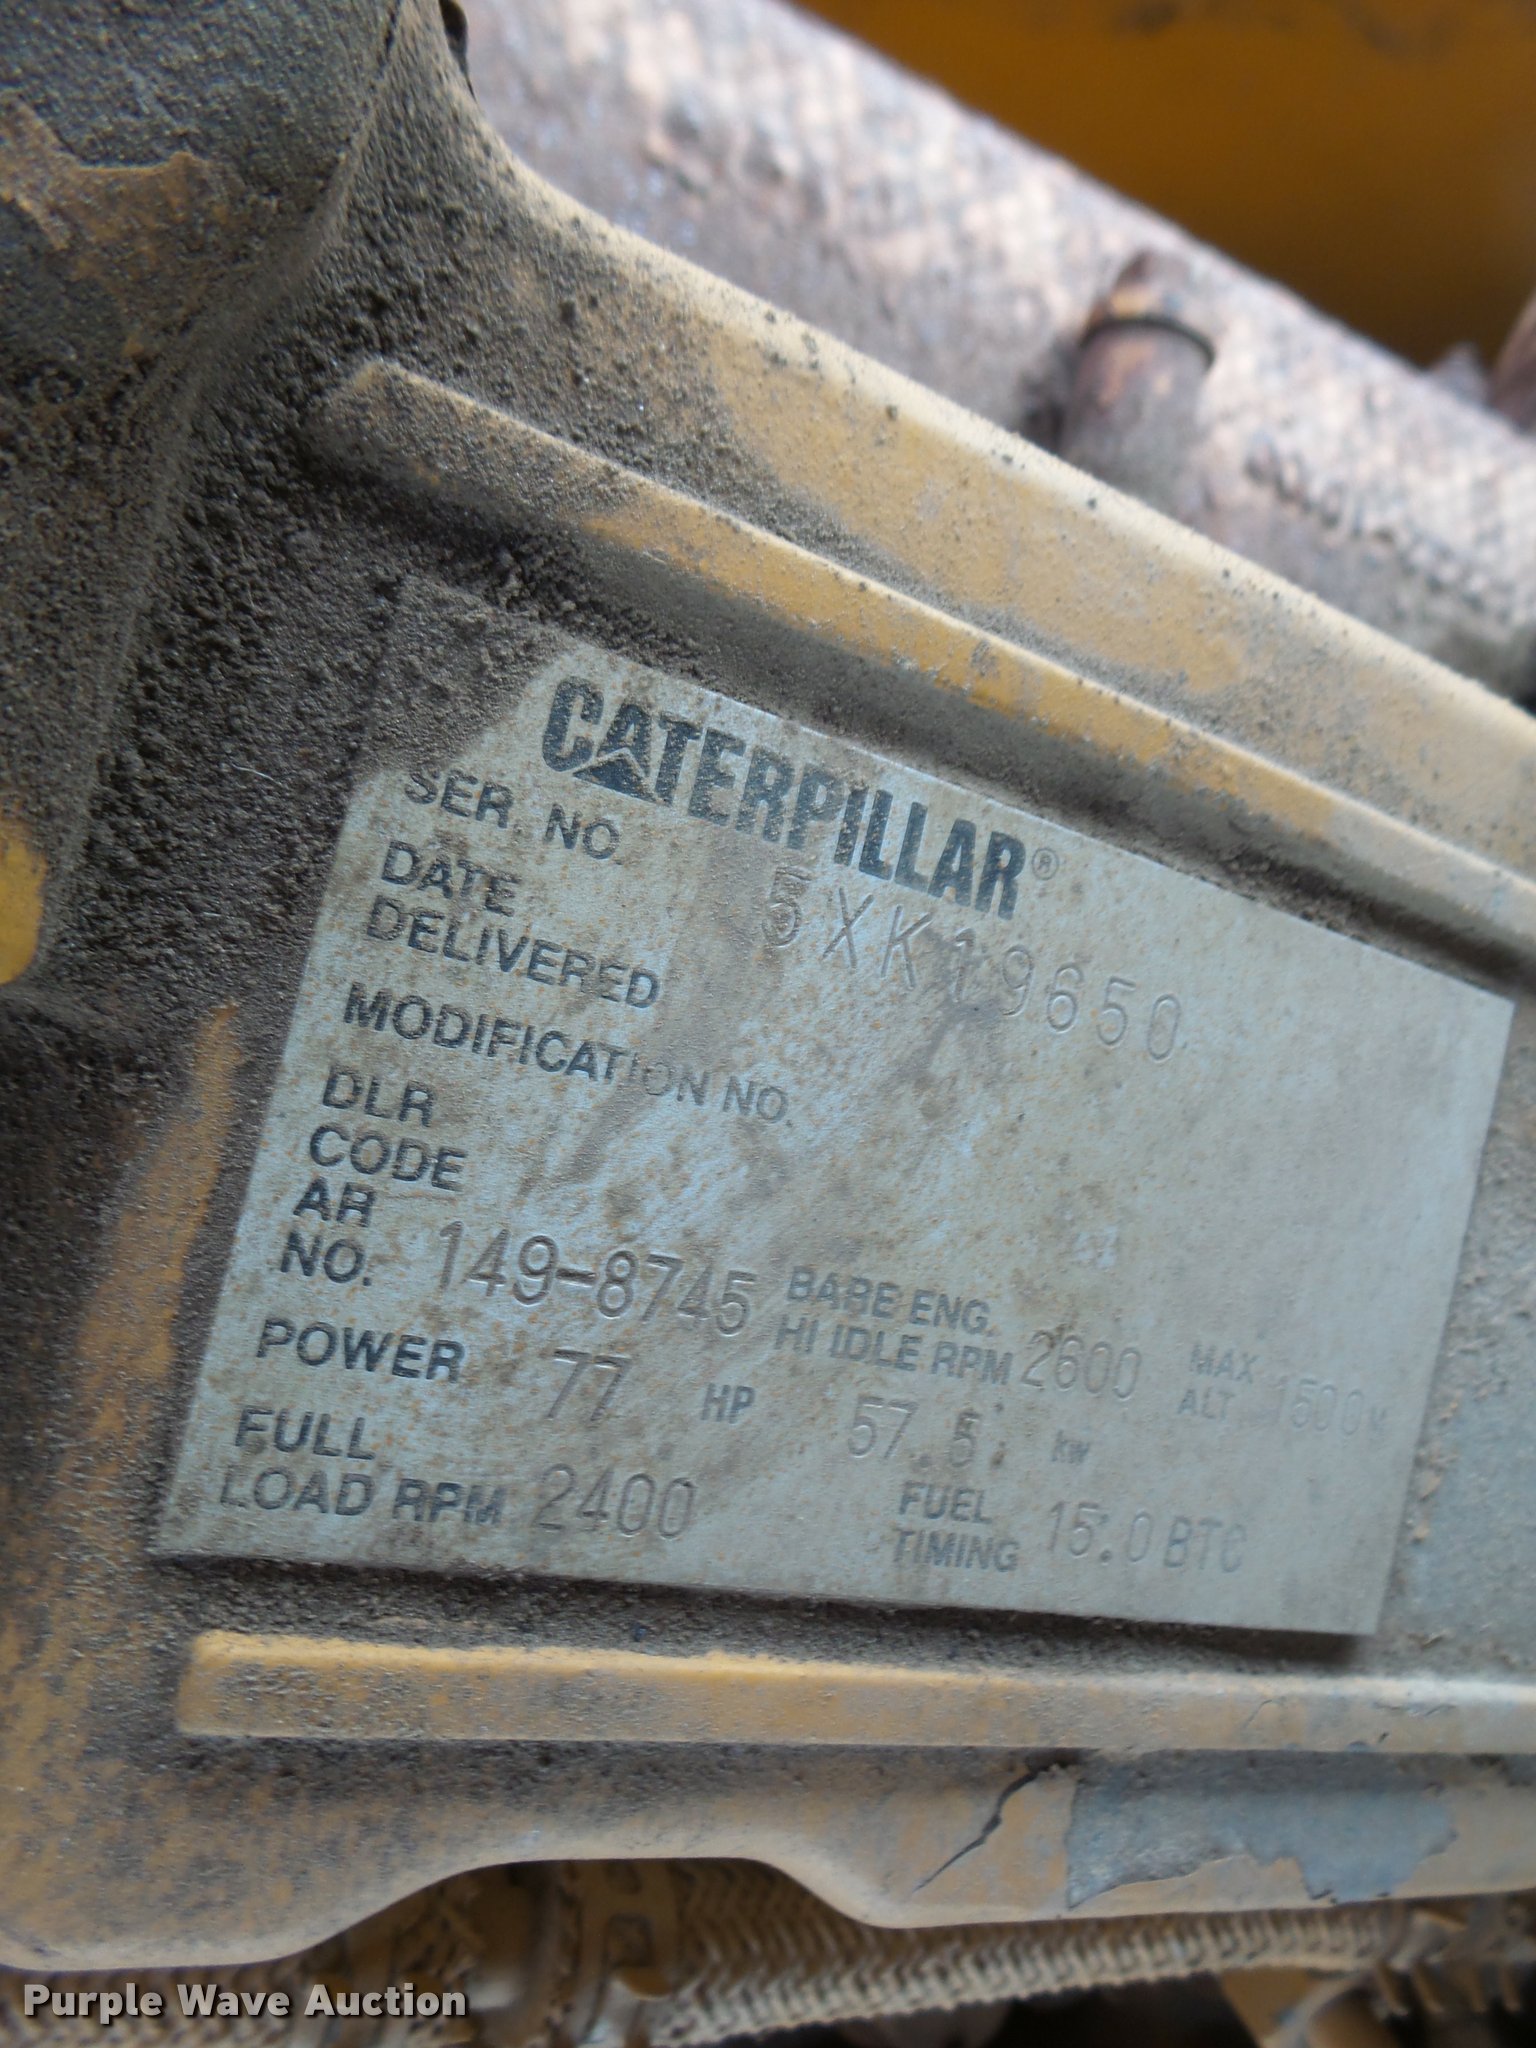 CATERPILLAR®
SER. NO. 5XK19650
DATE
DELIVERED
MODIFICATION NO.
DLR
CODE
AR
NO. 149-8745
BARE ENG.
HI IDLE RPM 2600
MAX
ALT 1500M
POWER 77 HP 57.5 kw
FULL
LOAD RPM 2400
FUEL
TIMING 15.0 BTC
Purple Wave Auction